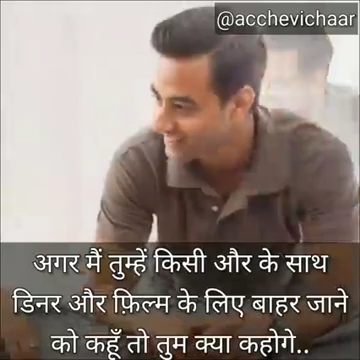 @acchevichaar
अगर मैं तुम्हें किसी और के साथ
डिनर और फ़िल्म के लिए बाहर जाने
को कहूँ तो तुम क्या कहोगे..